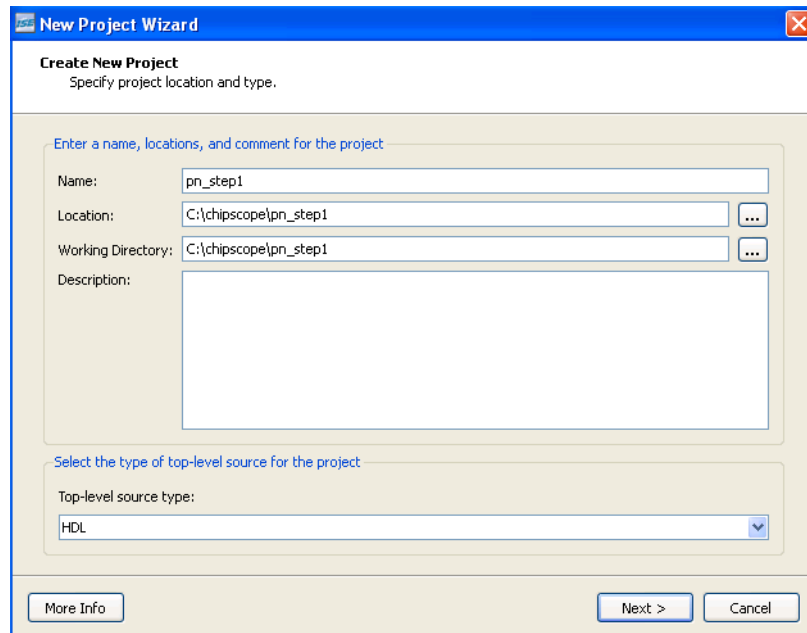 ISE New Project Wizard
Create New Project
Specify project location and type.
Enter a name, locations, and comment for the project
Name: pn_step1
Location: C:\chipscope\pn_step1 ...
Working Directory: C:\chipscope\pn_step1 ...
Description:
Select the type of top-level source for the project
Top-level source type:
HDL
More Info Next > Cancel